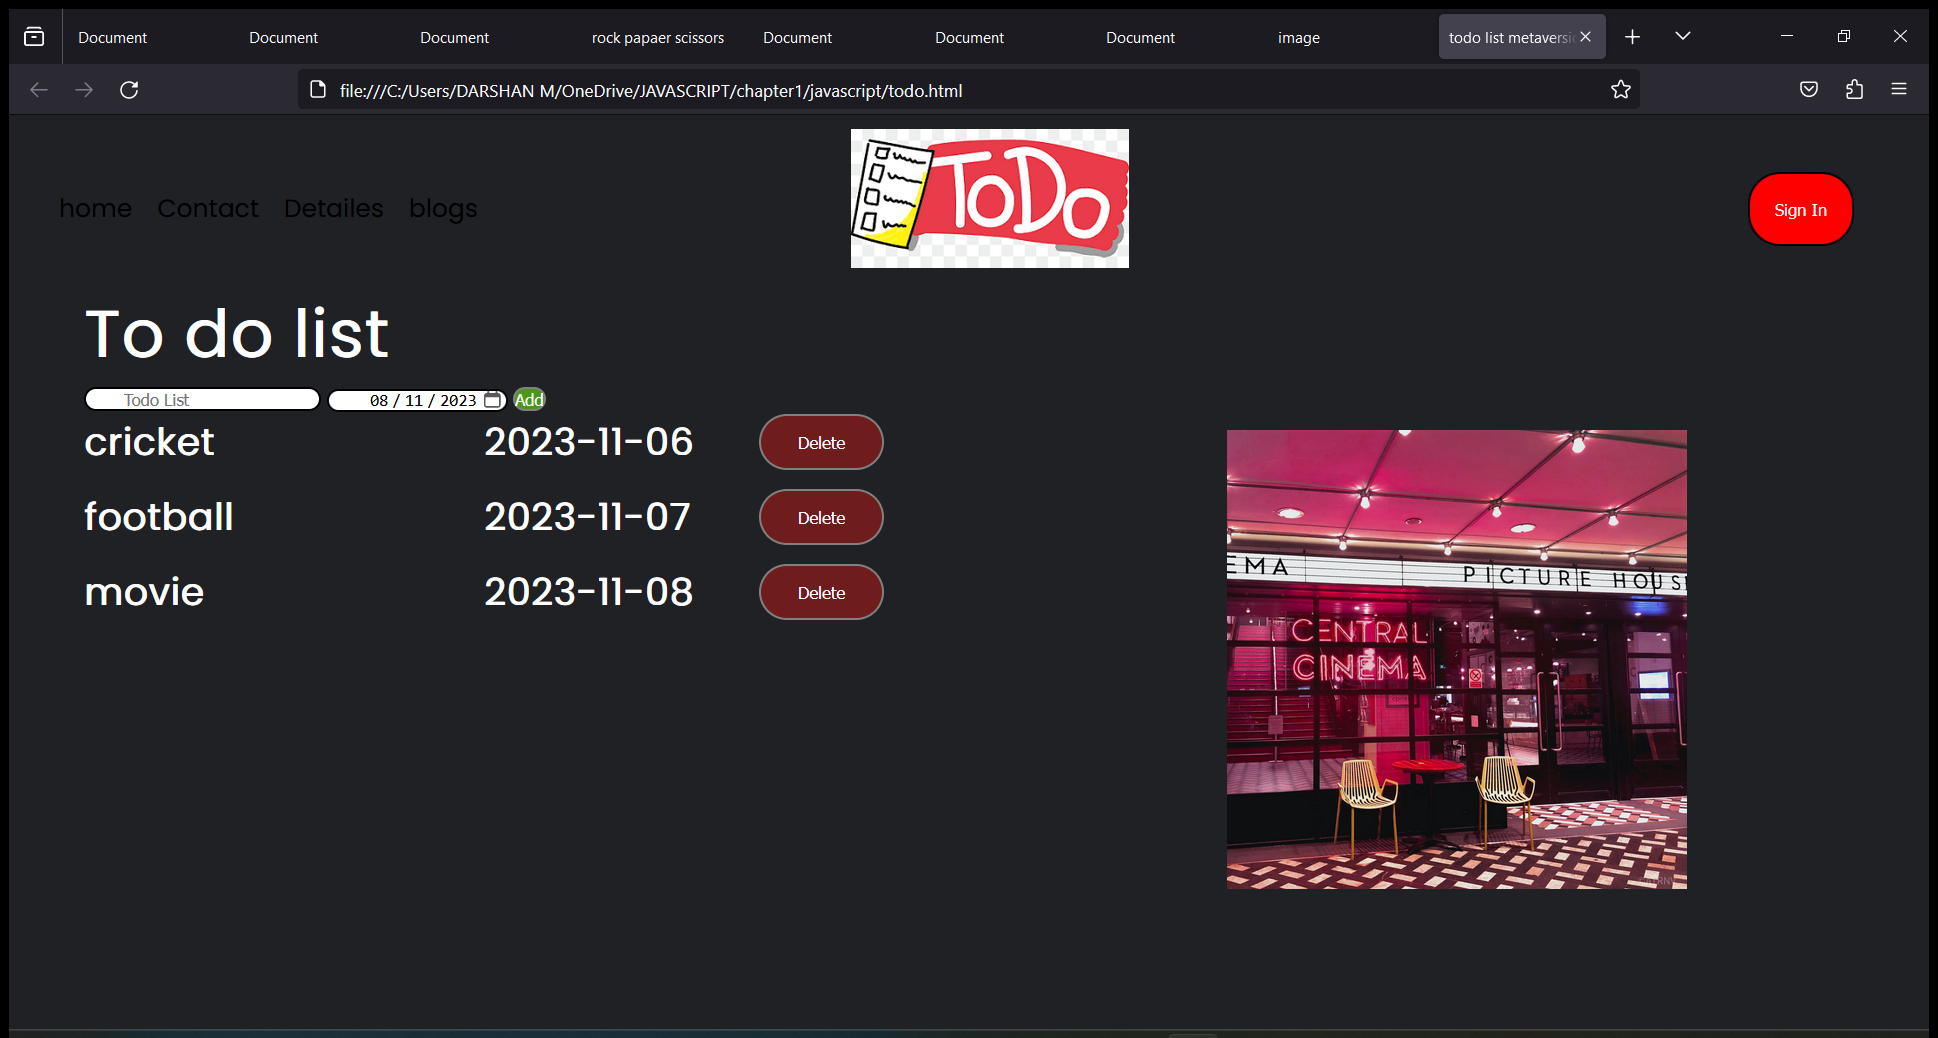 Document Document Document rock papaer scissors Document Document Document image todo list metaversi
file:///C:/Users/DARSHAN M/OneDrive/JAVASCRIPT/chapter1/javascript/todo.html
ToDo
home Contact Detailes blogs
Sign In
To do list
Todo List 08 / 11 / 2023 Add
cricket 2023-11-06 Delete
football 2023-11-07 Delete
movie 2023-11-08 Delete
EMA PICTURE HOUS
CENTRAL
CINEMA